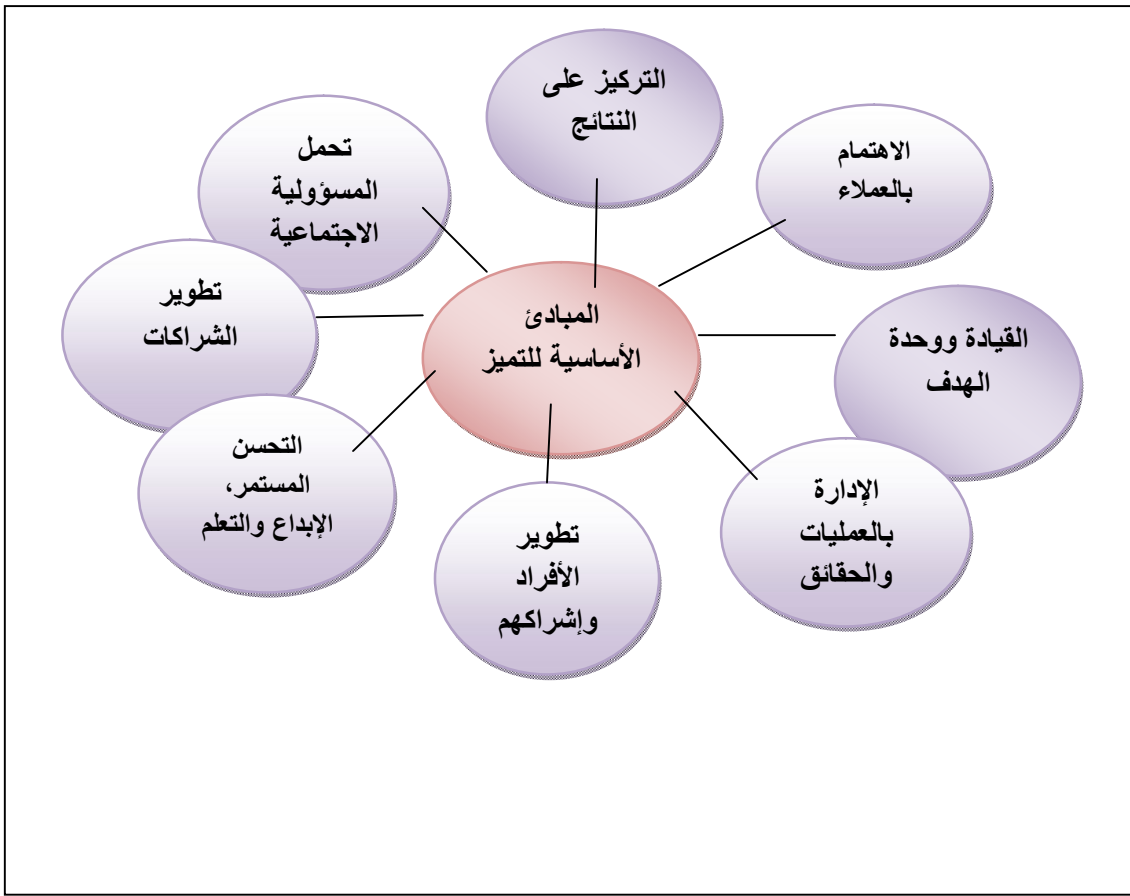 التركيز على
النتائج
الاهتمام
بالعملاء
القيادة ووحدة
الهدف
الإدارة
بالعمليات
والحقائق
تطوير
الأفراد
وإشراكهم
التحسن
المستمر،
الإبداع والتعلم
تطوير
الشراكات
تحمل
المسؤولية
الاجتماعية
المبادئ
الأساسية للتميز